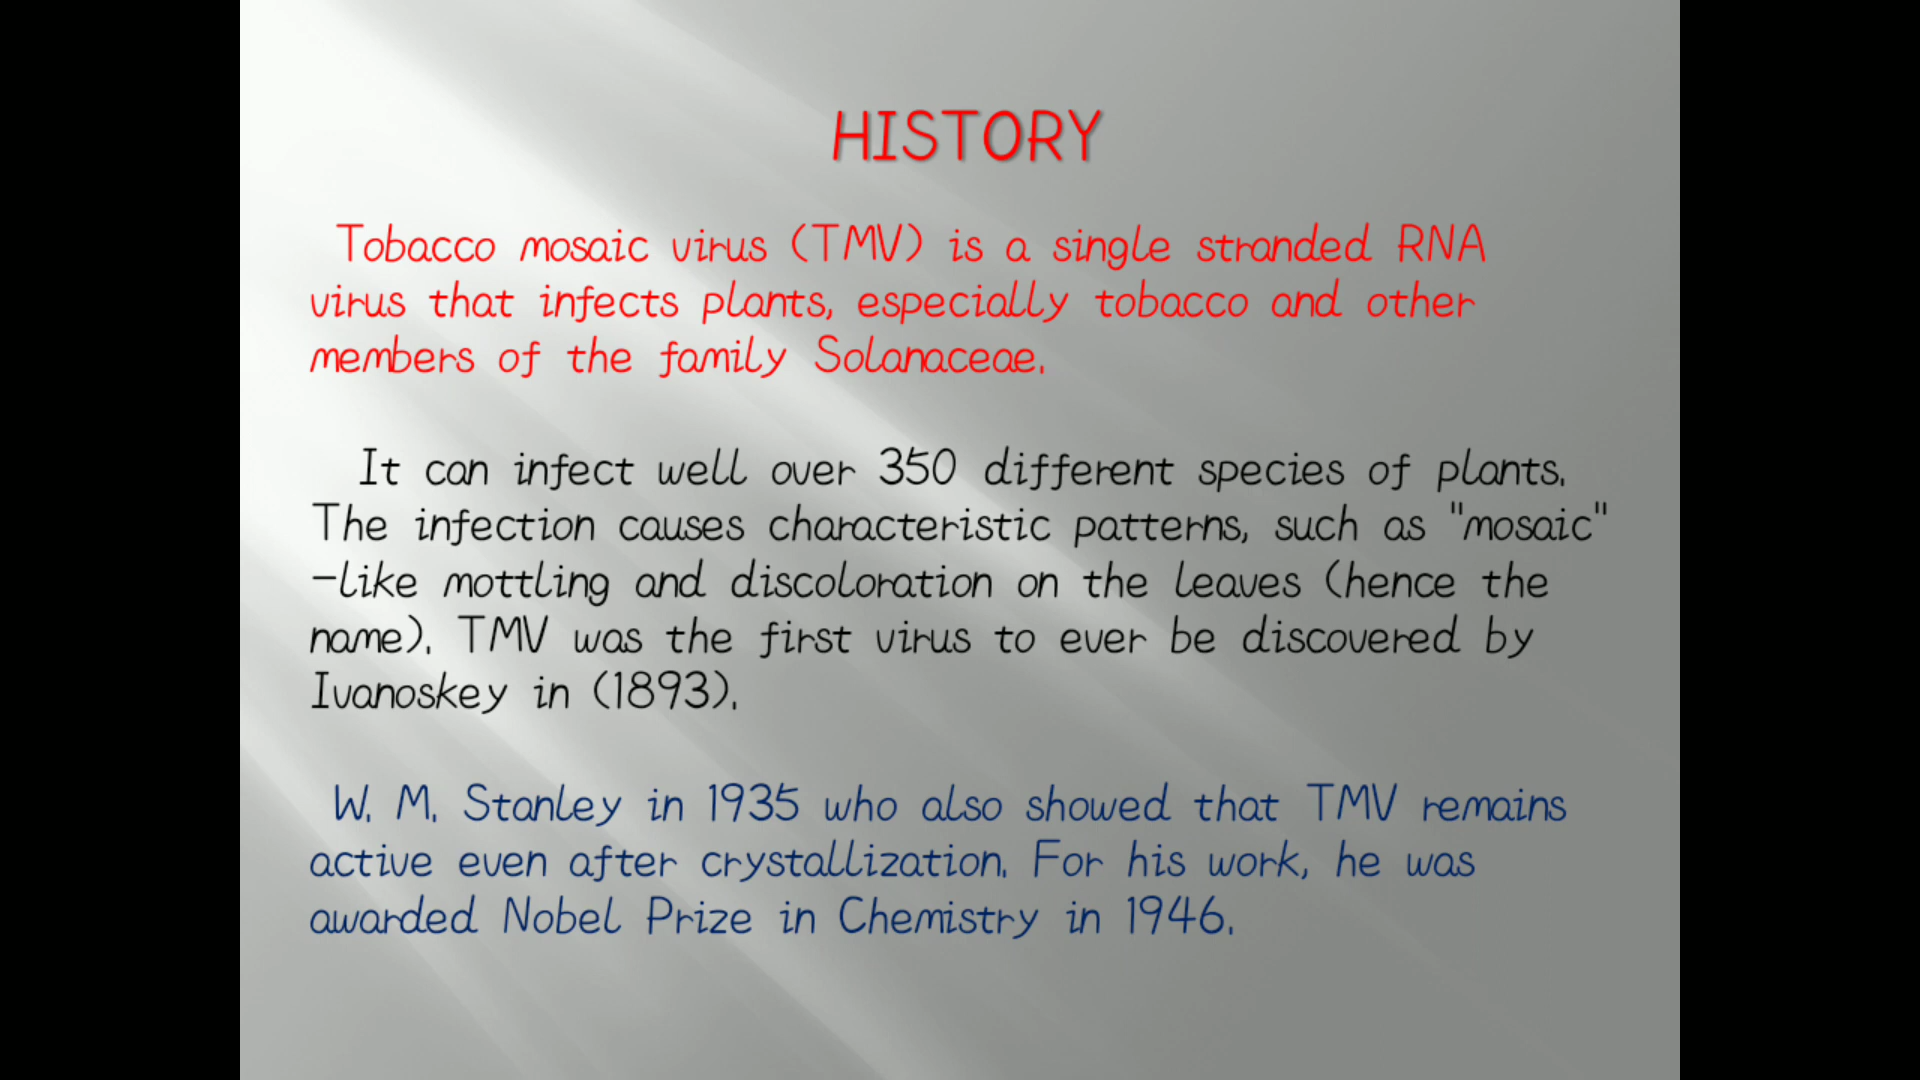 HISTORY
Tobacco mosaic virus (TMV) is a single stranded RNA
virus that infects plants, especially tobacco and other
members of the family Solanaceae.
It can infect well over 350 different species of plants.
The infection causes characteristic patterns, such as "mosaic"
-like mottling and discoloration on the leaves (hence the
name). TMV was the first virus to ever be discovered by
Ivanoskey in (1893).
W. M. Stanley in 1935 who also showed that TMV remains
active even after crystallization. For his work, he was
awarded Nobel Prize in Chemistry in 1946.